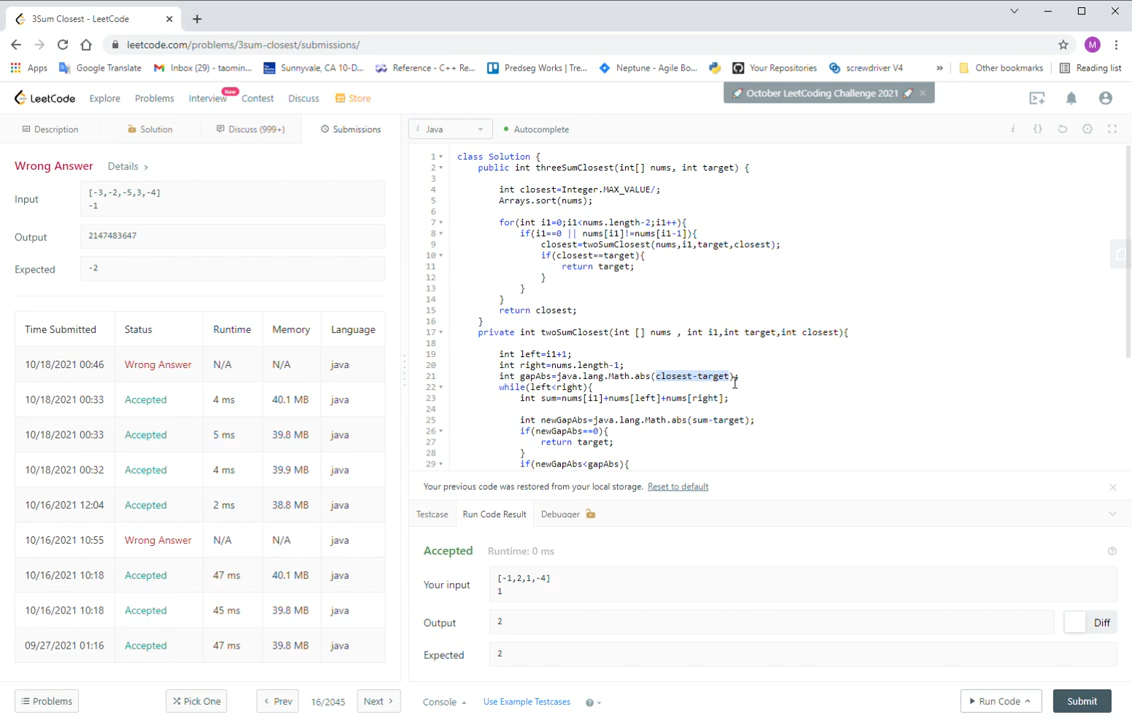 3Sum Closest - LeetCode
leetcode.com/problems/3sum-closest/submissions/
M
Apps Google Translate Inbox (29) - taomin... Sunnyvale, CA 10-D... Reference - C++ Re... Predseg Works | Tre... Neptune - Agile Bo... Your Repositories screwdriver V4 » Other bookmarks Reading list
LeetCode Explore Problems Interview New Contest Discuss Store
October LeetCoding Challenge 2021
Description Solution Discuss (999+) Submissions
i Java Autocomplete
Wrong Answer Details >
Input
[-3,-2,-5,3,-4]
-1
Output 2147483647
Expected -2
Time Submitted Status Runtime Memory Language
10/18/2021 00:46 Wrong Answer N/A N/A java
10/18/2021 00:33 Accepted 4 ms 40.1 MB java
10/18/2021 00:33 Accepted 5 ms 39.8 MB java
10/18/2021 00:32 Accepted 4 ms 39.9 MB java
10/16/2021 12:04 Accepted 2 ms 38.8 MB java
10/16/2021 10:55 Wrong Answer N/A N/A java
10/16/2021 10:18 Accepted 47 ms 40.1 MB java
10/16/2021 10:18 Accepted 45 ms 39.8 MB java
09/27/2021 01:16 Accepted 47 ms 39.8 MB java
Problems Pick One < Prev 16/2045 Next >
1 class Solution {
2 public int threeSumClosest(int[] nums, int target) {
3
4 int closest=Integer.MAX_VALUE/;
5 Arrays.sort(nums);
6
7 for(int i1=0;i1<nums.length-2;i1++){
8 if(i1==0 || nums[i1]!=nums[i1-1]){
9 closest=twoSumClosest(nums,i1,target,closest);
10 if(closest==target){
11 return target;
12 }
13 }
14 }
15 return closest;
16 }
17 private int twoSumClosest(int [] nums , int i1,int target,int closest){
18
19 int left=i1+1;
20 int right=nums.length-1;
21 int gapAbs=java.lang.Math.abs(closest-target);
22 while(left<right){
23 int sum=nums[i1]+nums[left]+nums[right];
24
25 int newGapAbs=java.lang.Math.abs(sum-target);
26 if(newGapAbs==0){
27 return target;
28 }
29 if(newGapAbs<gapAbs){
Your previous code was restored from your local storage. Reset to default
Testcase Run Code Result Debugger
Accepted Runtime: 0 ms
Your input
[-1,2,1,-4]
1
Output 2 Diff
Expected 2
Console Use Example Testcases Run Code Submit